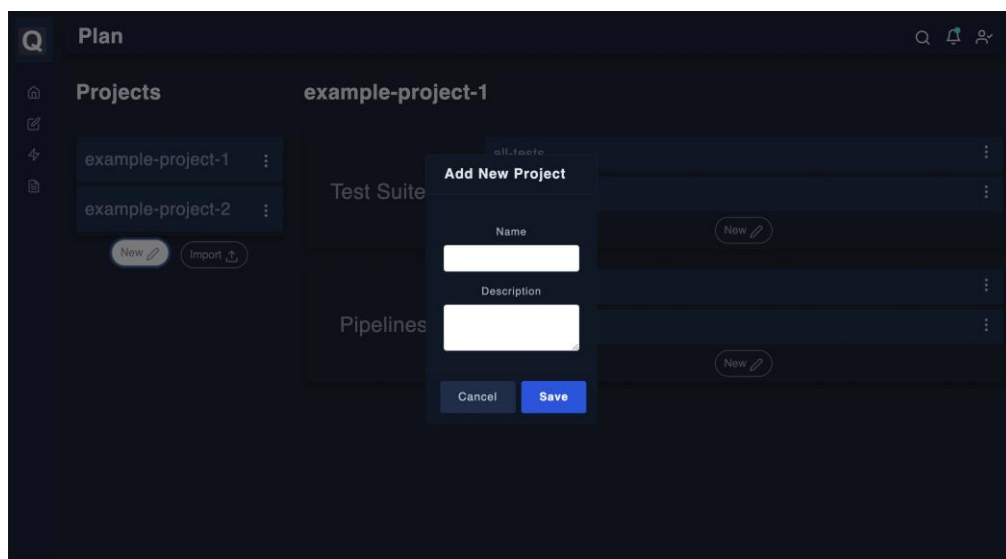 Q
Plan
Projects
example-project-1
example-project-1
example-project-2
New
Import
Test Suite
all-tests
New
Pipelines
New
Add New Project
Name
Description
Cancel
Save